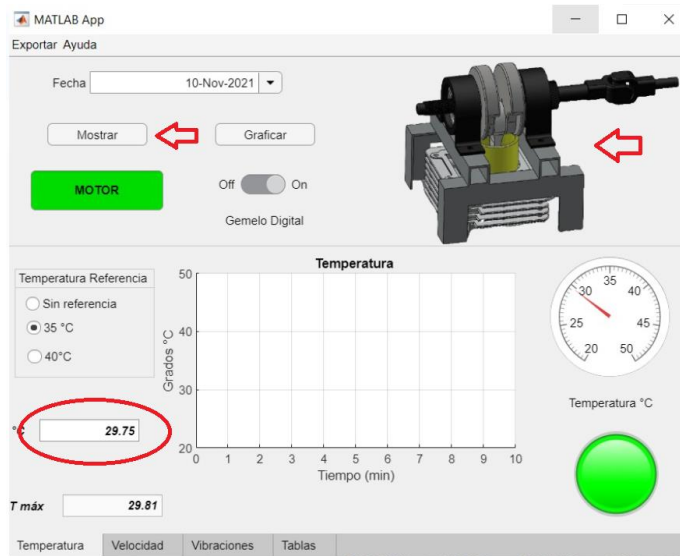 MATLAB App
Exportar Ayuda
Fecha 10-Nov-2021
Mostrar Graficar
MOTOR
Off On
Gemelo Digital
Temperatura Referencia
Sin referencia
35 °C
40°C
°C 29.75
T máx 29.81
Temperatura
Grados °C
50
40
30
20
0 1 2 3 4 5 6 7 8 9 10
Tiempo (min)
20 25 30 35 40 45 50
Temperatura °C
Temperatura Velocidad Vibraciones Tablas